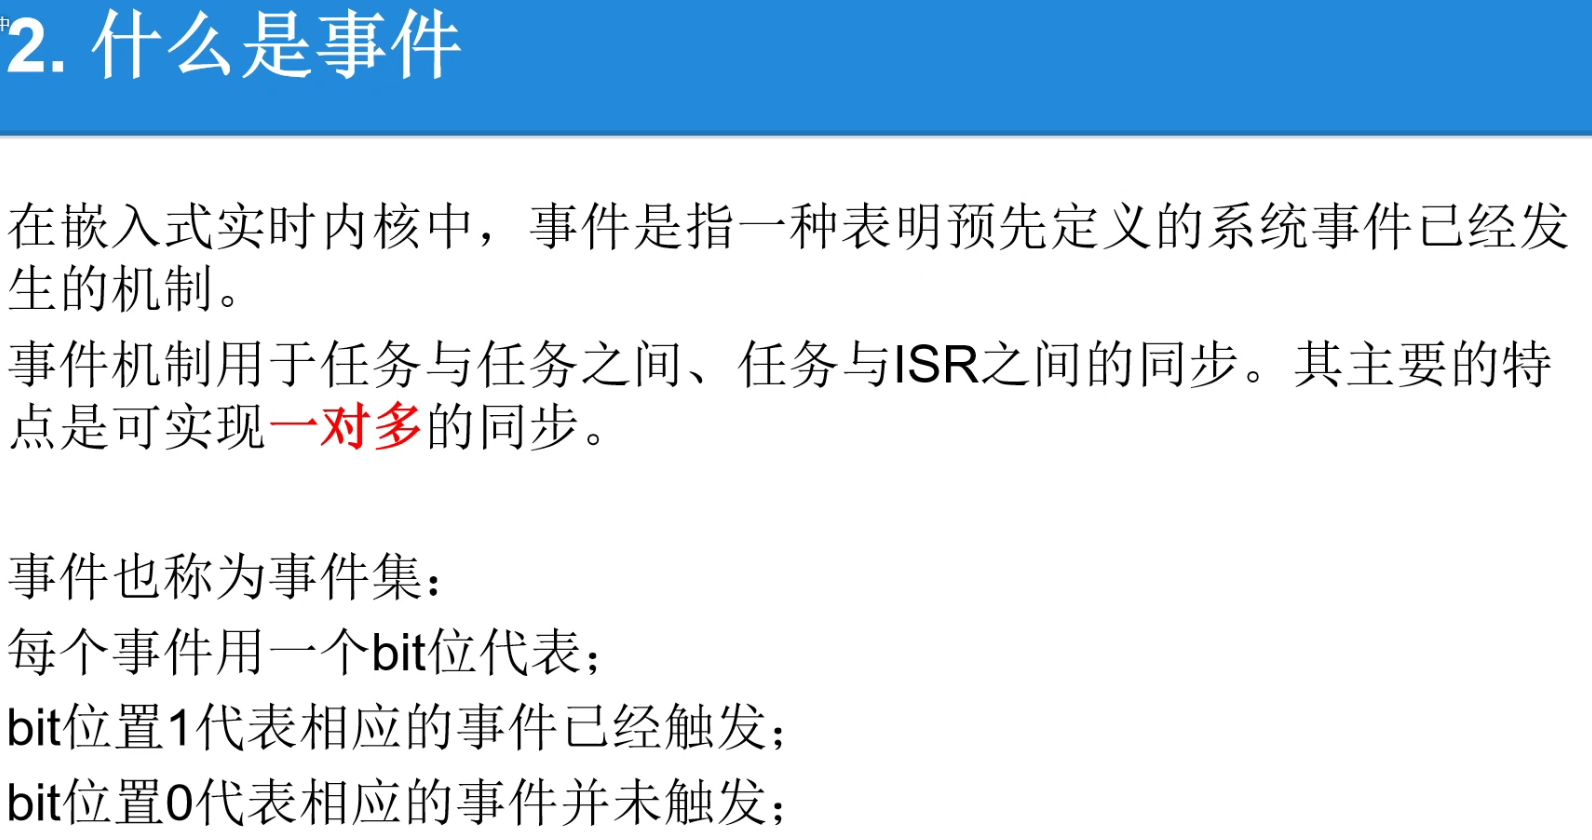 中
2. 什么是事件
在嵌入式实时内核中，事件是指一种表明预先定义的系统事件已经发
生的机制。
事件机制用于任务与任务之间、任务与ISR之间的同步。其主要的特
点是可实现一对多的同步。
事件也称为事件集：
每个事件用一个bit位代表；
bit位置1代表相应的事件已经触发；
bit位置0代表相应的事件并未触发；